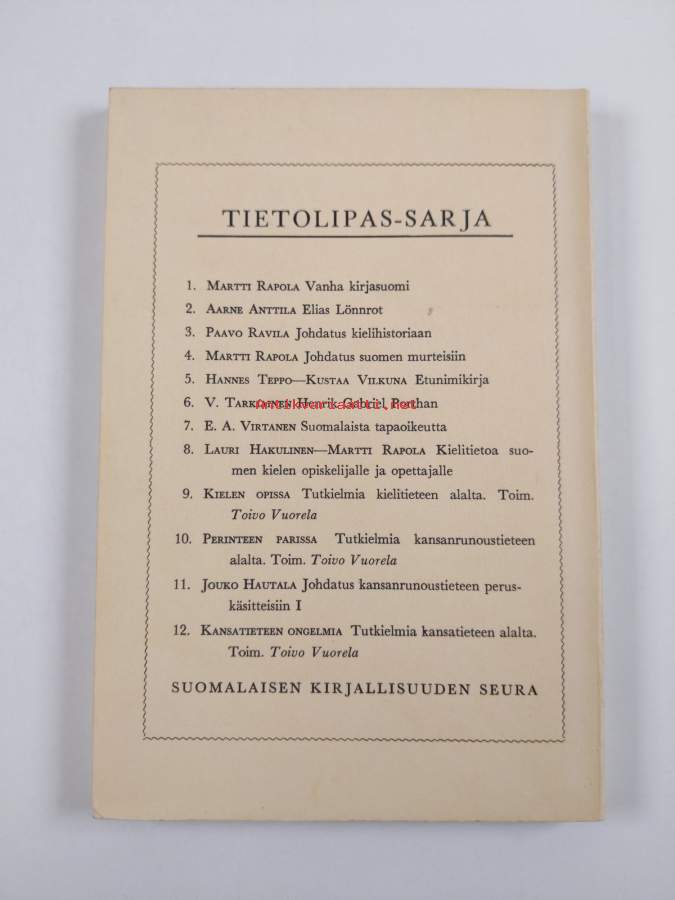 TIETOLIPAS-SARJA
1. MARTTI RAPOLA Vanha kirjasuomi
2. AARNE ANTTILA Elias Lönnrot
3. PAAVO RAVILA Johdatus kielihistoriaan
4. MARTTI RAPOLA Johdatus suomen murteisiin
5. HANNES TEPPO—KUSTAA VILKUNA Etunimikirja
6. V. TARKIAINEN Henrik Gabriel Porthan
Antikvariaatti.net
7. E. A. VIRTANEN Suomalaista tapaoikeutta
8. LAURI HAKULINEN—MARTTI RAPOLA Kielitietoa suo-
men kielen opiskelijalle ja opettajalle
9. KIELEN OPISSA Tutkielmia kielitieteen alalta. Toim.
Toivo Vuorela
10. PERINTEEN PARISSA Tutkielmia kansanrunoustieteen
alalta. Toim. Toivo Vuorela
11. JOUKO HAUTALA Johdatus kansanrunoustieteen perus-
käsitteisiin I
12. KANSATIETEEN ONGELMIA Tutkielmia kansatieteen alalta.
Toim. Toivo Vuorela
SUOMALAISEN KIRJALLISUUDEN SEURA